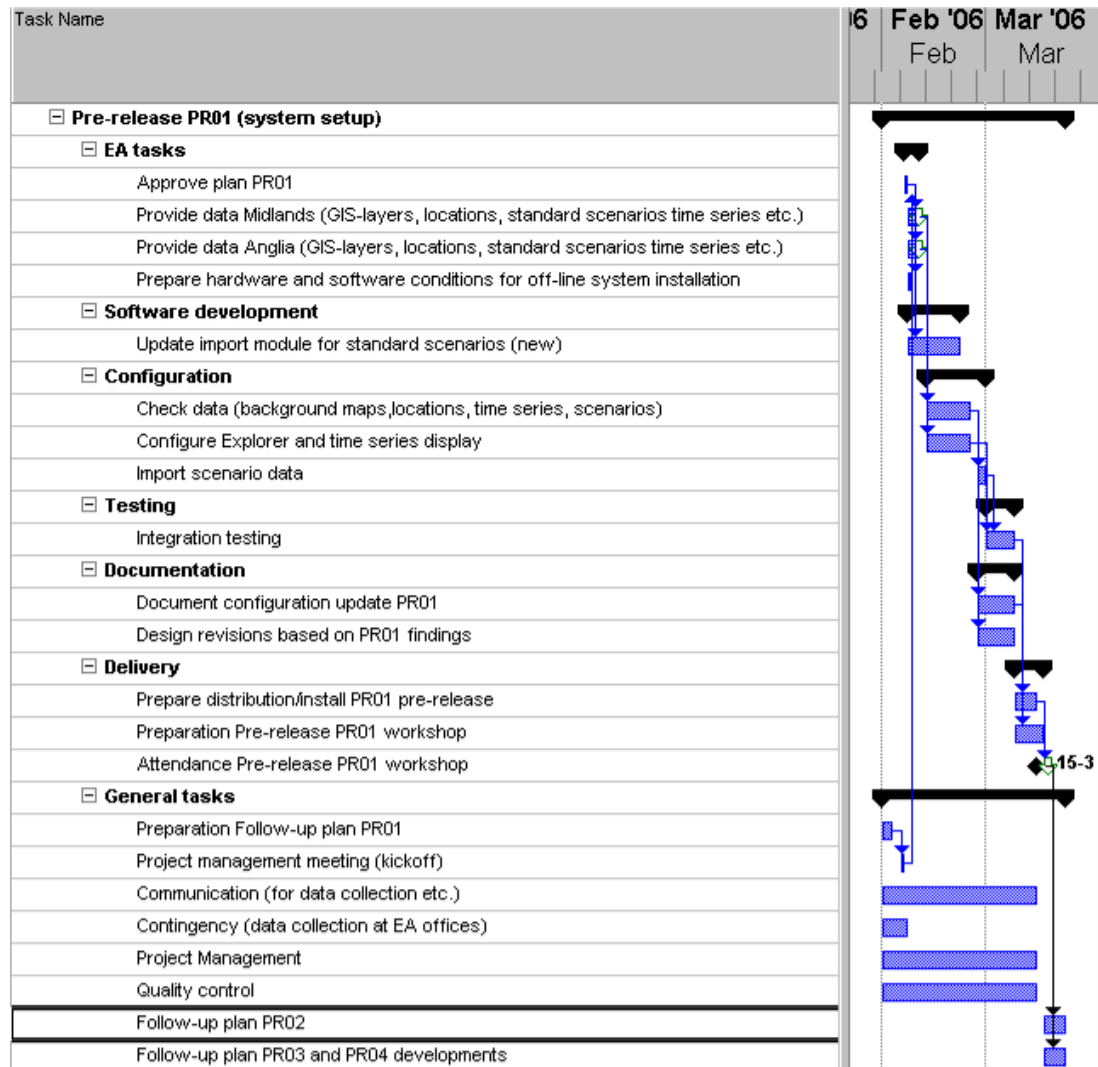 Task Name
6 Feb '06 Mar '06
Feb Mar
Pre-release PR01 (system setup)
EA tasks
Approve plan PR01
Provide data Midlands (GIS-layers, locations, standard scenarios time series etc.)
Provide data Anglia (GIS-layers, locations, standard scenarios time series etc.)
Prepare hardware and software conditions for off-line system installation
Software development
Update import module for standard scenarios (new)
Configuration
Check data (background maps,locations, time series, scenarios)
Configure Explorer and time series display
Import scenario data
Testing
Integration testing
Documentation
Document configuration update PR01
Design revisions based on PR01 findings
Delivery
Prepare distribution/install PR01 pre-release
Preparation Pre-release PR01 workshop
Attendance Pre-release PR01 workshop 15-3
General tasks
Preparation Follow-up plan PR01
Project management meeting (kickoff)
Communication (for data collection etc.)
Contingency (data collection at EA offices)
Project Management
Quality control
Follow-up plan PR02
Follow-up plan PR03 and PR04 developments